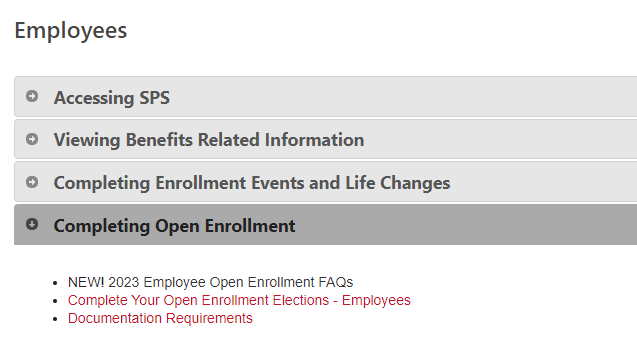 Employees
Accessing SPS
Viewing Benefits Related Information
Completing Enrollment Events and Life Changes
Completing Open Enrollment
NEW! 2023 Employee Open Enrollment FAQs
Complete Your Open Enrollment Elections - Employees
Documentation Requirements